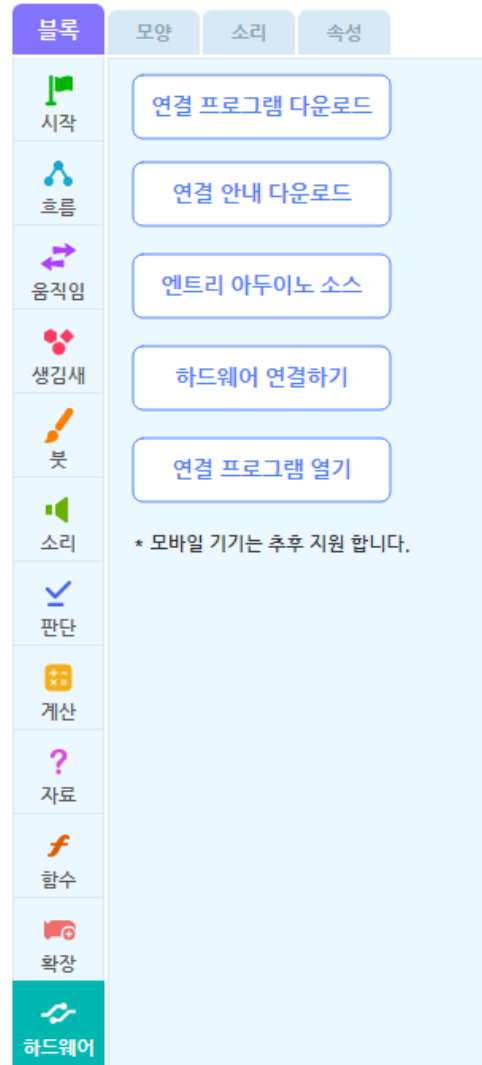 블록 모양 소리 속성
시작
흐름
움직임
생김새
붓
소리
판단
계산
자료
함수
확장
하드웨어
연결 프로그램 다운로드
연결 안내 다운로드
엔트리 아두이노 소스
하드웨어 연결하기
연결 프로그램 열기
* 모바일 기기는 추후 지원 합니다.